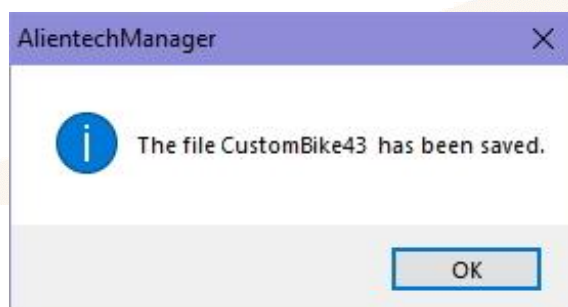 AlientechManager
The file CustomBike43 has been saved.
OK